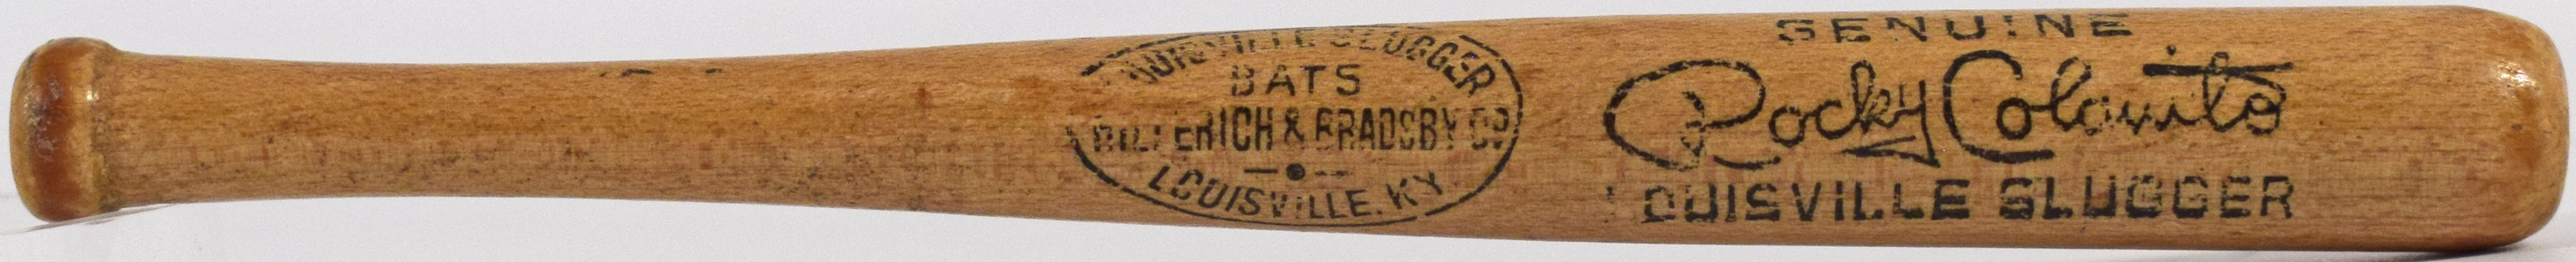 LOUISVILLE SLUGGER
BATS
HILLERICH & BRADSBY CO
LOUISVILLE. KY.
GENUINE
Rocky Colavito
LOUISVILLE SLUGGER